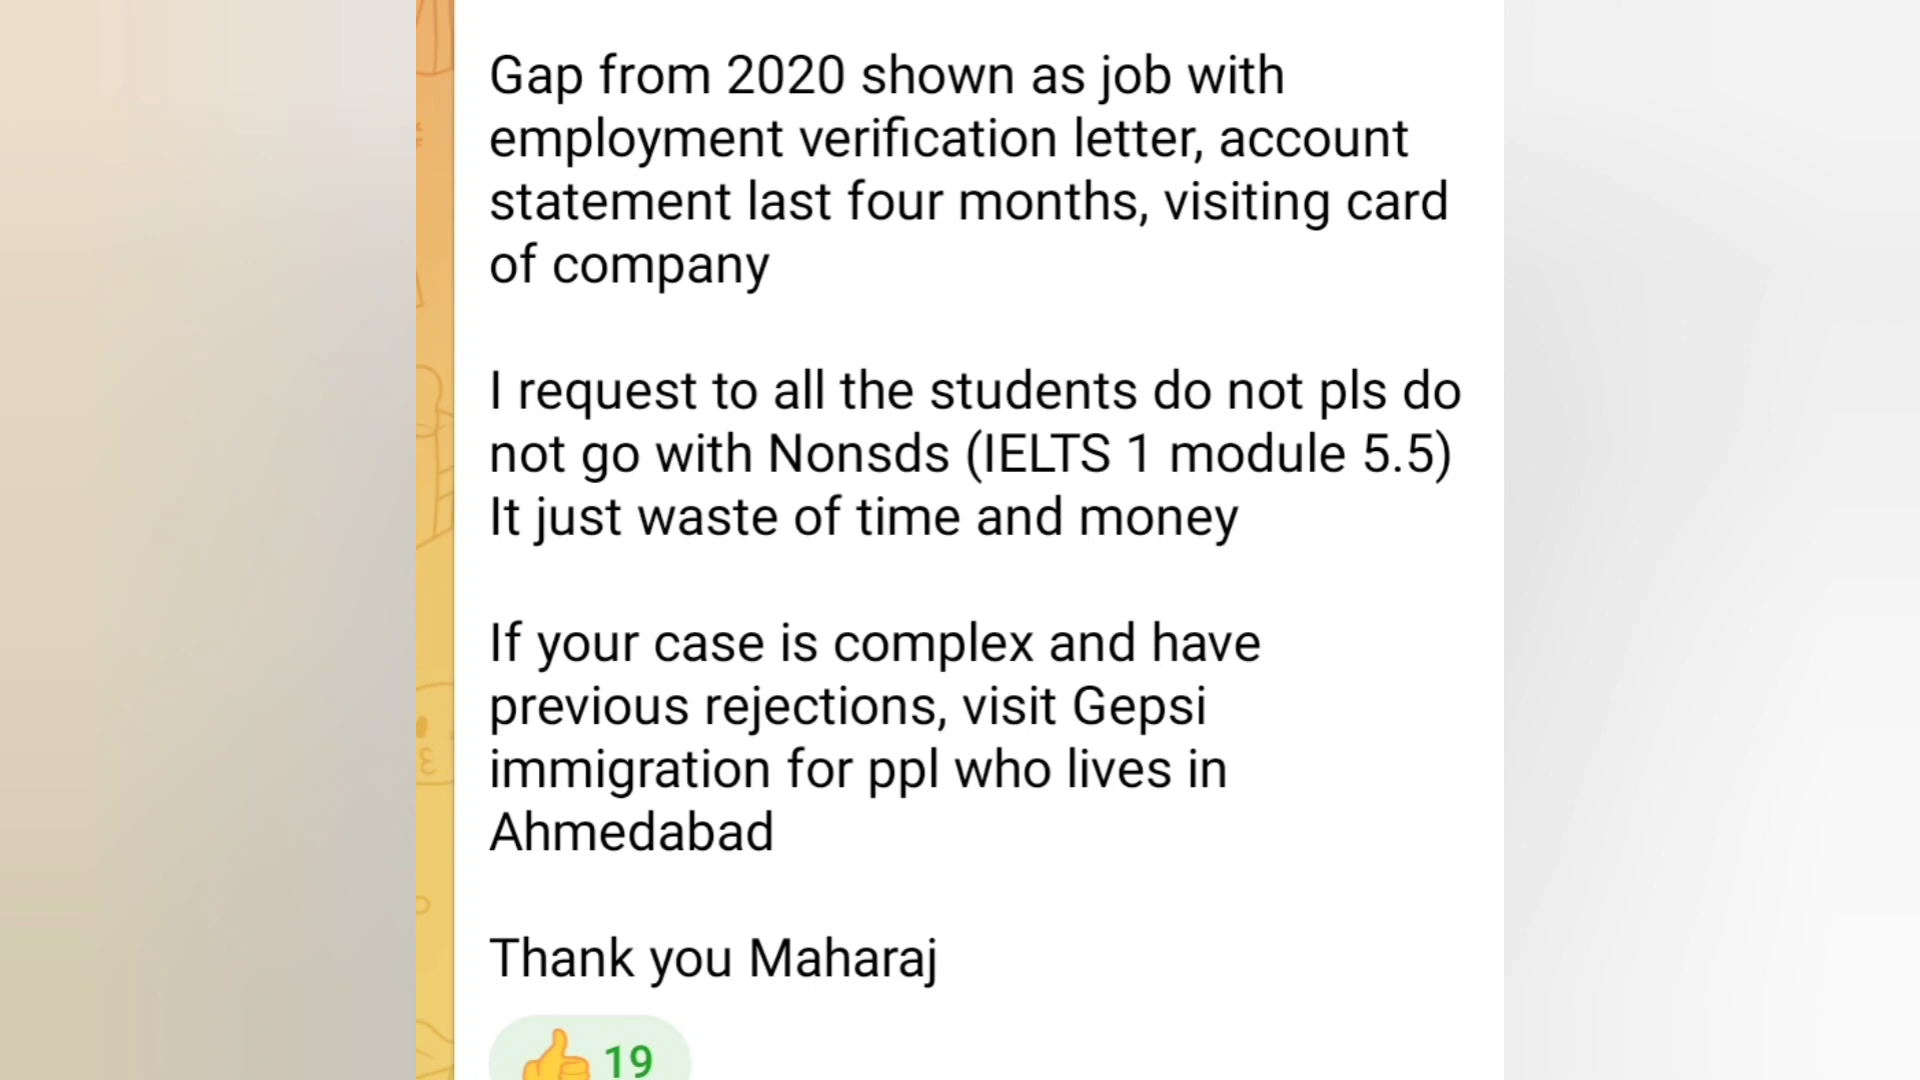 Gap from 2020 shown as job with
employment verification letter, account
statement last four months, visiting card
of company
I request to all the students do not pls do
not go with Nonsds (IELTS 1 module 5.5)
It just waste of time and money
If your case is complex and have
previous rejections, visit Gepsi
immigration for ppl who lives in
Ahmedabad
Thank you Maharaj
19